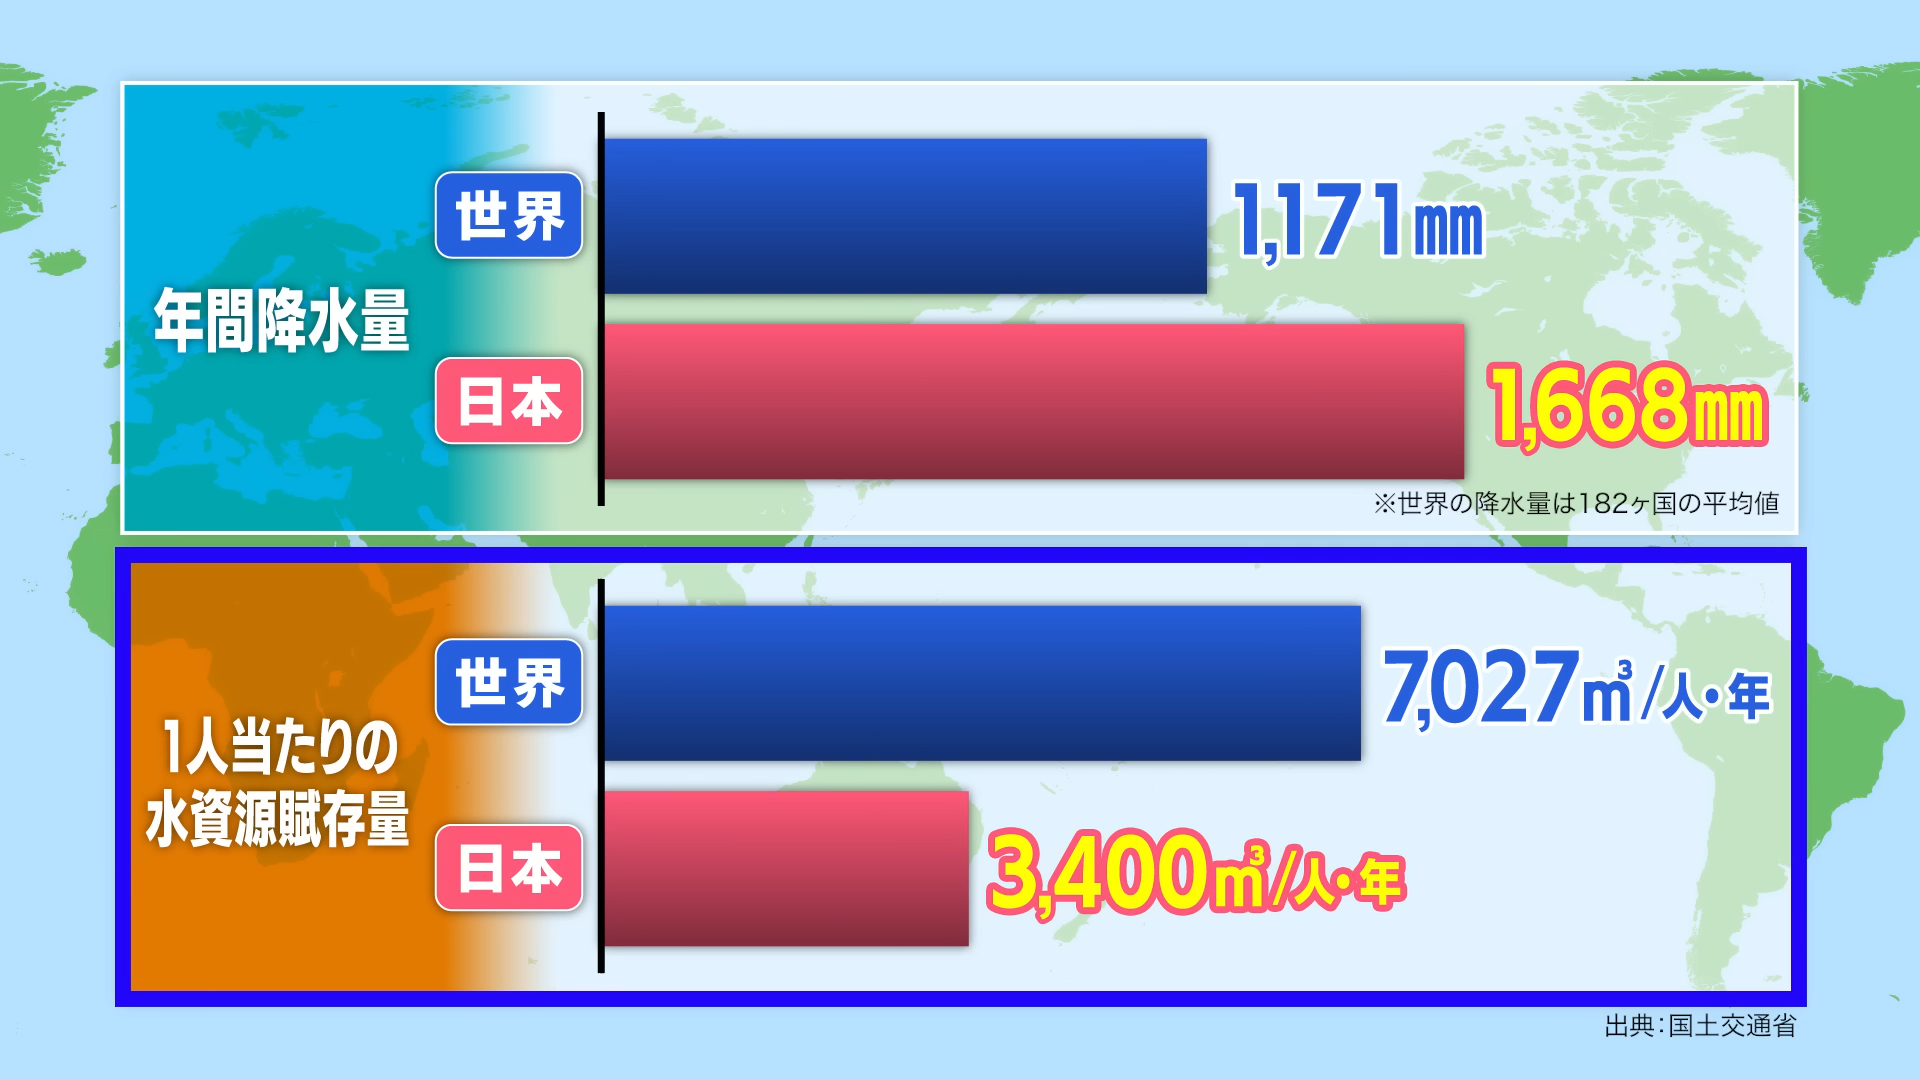 年間降水量
世界
1,171mm
日本
1,668mm
※世界の降水量は182ヶ国の平均値
1人当たりの
水資源賦存量
世界
7,027㎥/人・年
日本
3,400㎥/人・年
出典：国土交通省